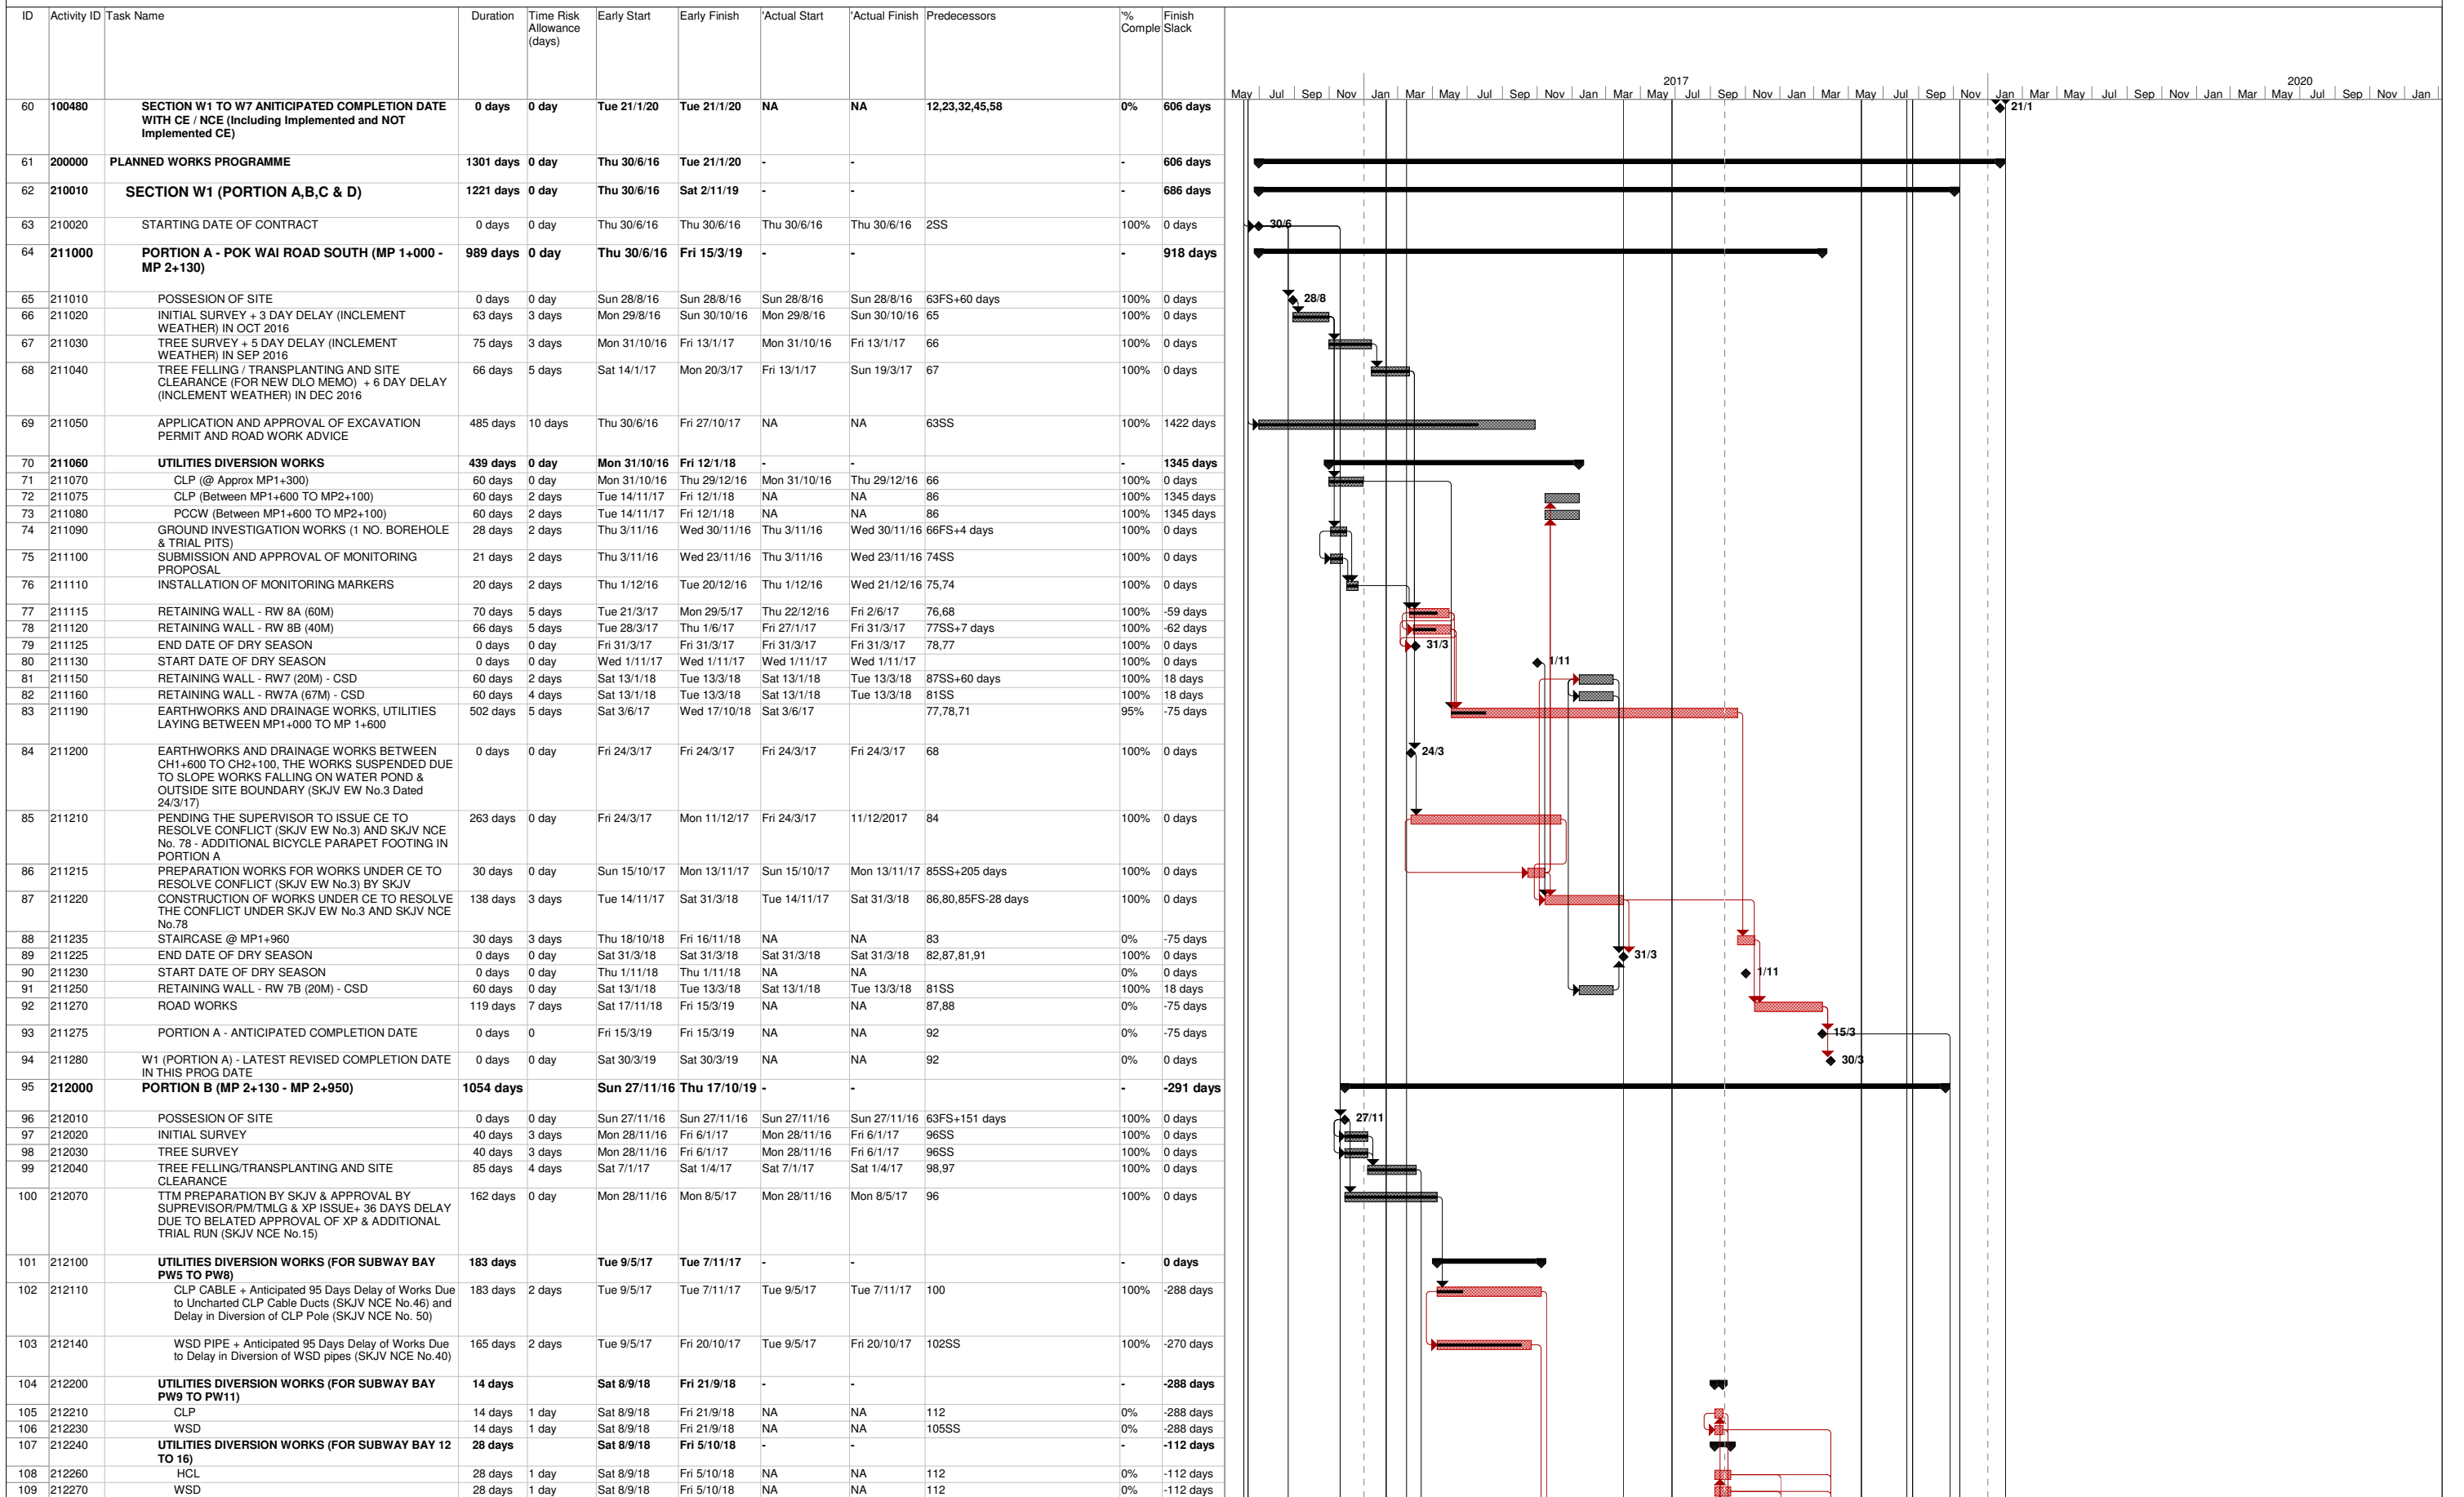 ID Activity ID Task Name Duration Time Risk Early Start Early Finish 'Actual Start 'Actual Finish Predecessors '% Finish
Allowance Comple Slack
(days)
2017 2020
May Jul Sep Nov Jan Mar May Jul Sep Nov Jan Mar May Jul Sep Nov Jan Mar May Jul Sep Nov Jan Mar May Jul Sep Nov Jan Mar May Jul Sep Nov Jan
60 100480 SECTION W1 TO W7 ANITICIPATED COMPLETION DATE 0 days 0 day Tue 21/1/20 Tue 21/1/20 NA NA 12,23,32,45,58 0% 606 days 21/1
WITH CE / NCE (Including Implemented and NOT
Implemented CE)
61 200000 PLANNED WORKS PROGRAMME 1301 days 0 day Thu 30/6/16 Tue 21/1/20 - - - 606 days
62 210010 SECTION W1 (PORTION A,B,C & D) 1221 days 0 day Thu 30/6/16 Sat 2/11/19 - - - 686 days
63 210020 STARTING DATE OF CONTRACT 0 days 0 day Thu 30/6/16 Thu 30/6/16 Thu 30/6/16 Thu 30/6/16 2SS 100% 0 days 30/6
64 211000 PORTION A - POK WAI ROAD SOUTH (MP 1+000 - 989 days 0 day Thu 30/6/16 Fri 15/3/19 - - - 918 days
MP 2+130)
65 211010 POSSESION OF SITE 0 days 0 day Sun 28/8/16 Sun 28/8/16 Sun 28/8/16 Sun 28/8/16 63FS+60 days 100% 0 days 28/8
66 211020 INITIAL SURVEY + 3 DAY DELAY (INCLEMENT 63 days 3 days Mon 29/8/16 Sun 30/10/16 Mon 29/8/16 Sun 30/10/16 65 100% 0 days
WEATHER) IN OCT 2016
67 211030 TREE SURVEY + 5 DAY DELAY (INCLEMENT 75 days 3 days Mon 31/10/16 Fri 13/1/17 Mon 31/10/16 Fri 13/1/17 66 100% 0 days
WEATHER) IN SEP 2016
68 211040 TREE FELLING / TRANSPLANTING AND SITE 66 days 5 days Sat 14/1/17 Mon 20/3/17 Fri 13/1/17 Sun 19/3/17 67 100% 0 days
CLEARANCE (FOR NEW DLO MEMO) + 6 DAY DELAY
(INCLEMENT WEATHER) IN DEC 2016
69 211050 APPLICATION AND APPROVAL OF EXCAVATION 485 days 10 days Thu 30/6/16 Fri 27/10/17 NA NA 63SS 100% 1422 days
PERMIT AND ROAD WORK ADVICE
70 211060 UTILITIES DIVERSION WORKS 439 days 0 day Mon 31/10/16 Fri 12/1/18 - - - 1345 days
71 211070 CLP (@ Approx MP1+300) 60 days 0 day Mon 31/10/16 Thu 29/12/16 Mon 31/10/16 Thu 29/12/16 66 100% 0 days
72 211075 CLP (Between MP1+600 TO MP2+100) 60 days 2 days Tue 14/11/17 Fri 12/1/18 NA NA 86 100% 1345 days
73 211080 PCCW (Between MP1+600 TO MP2+100) 60 days 2 days Tue 14/11/17 Fri 12/1/18 NA NA 86 100% 1345 days
74 211090 GROUND INVESTIGATION WORKS (1 NO. BOREHOLE 28 days 2 days Thu 3/11/16 Wed 30/11/16 Thu 3/11/16 Wed 30/11/16 66FS+4 days 100% 0 days
& TRIAL PITS)
75 211100 SUBMISSION AND APPROVAL OF MONITORING 21 days 2 days Thu 3/11/16 Wed 23/11/16 Thu 3/11/16 Wed 23/11/16 74SS 100% 0 days
PROPOSAL
76 211110 INSTALLATION OF MONITORING MARKERS 20 days 2 days Thu 1/12/16 Tue 20/12/16 Thu 1/12/16 Wed 21/12/16 75,74 100% 0 days
77 211115 RETAINING WALL - RW 8A (60M) 70 days 5 days Tue 21/3/17 Mon 29/5/17 Thu 22/12/16 Fri 2/6/17 76,68 100% -59 days
78 211120 RETAINING WALL - RW 8B (40M) 66 days 5 days Tue 28/3/17 Thu 1/6/17 Fri 27/1/17 Fri 31/3/17 77SS+7 days 100% -62 days
79 211125 END DATE OF DRY SEASON 0 days 0 day Fri 31/3/17 Fri 31/3/17 Fri 31/3/17 Fri 31/3/17 78,77 100% 0 days 31/3
80 211130 START DATE OF DRY SEASON 0 days 0 day Wed 1/11/17 Wed 1/11/17 Wed 1/11/17 Wed 1/11/17 100% 0 days 1/11
81 211150 RETAINING WALL - RW7 (20M) - CSD 60 days 2 days Sat 13/1/18 Tue 13/3/18 Sat 13/1/18 Tue 13/3/18 87SS+60 days 100% 18 days
82 211160 RETAINING WALL - RW7A (67M) - CSD 60 days 4 days Sat 13/1/18 Tue 13/3/18 Sat 13/1/18 Tue 13/3/18 81SS 100% 18 days
83 211190 EARTHWORKS AND DRAINAGE WORKS, UTILITIES 502 days 5 days Sat 3/6/17 Wed 17/10/18 Sat 3/6/17 77,78,71 95% -75 days
LAYING BETWEEN MP1+000 TO MP 1+600
84 211200 EARTHWORKS AND DRAINAGE WORKS BETWEEN 0 days 0 day Fri 24/3/17 Fri 24/3/17 Fri 24/3/17 Fri 24/3/17 68 100% 0 days 24/3
CH1+600 TO CH2+100, THE WORKS SUSPENDED DUE
TO SLOPE WORKS FALLING ON WATER POND &
OUTSIDE SITE BOUNDARY (SKJV EW No.3 Dated
24/3/17)
85 211210 PENDING THE SUPERVISOR TO ISSUE CE TO 263 days 0 day Fri 24/3/17 Mon 11/12/17 Fri 24/3/17 11/12/2017 84 100% 0 days
RESOLVE CONFLICT (SKJV EW No.3) AND SKJV NCE
No. 78 - ADDITIONAL BICYCLE PARAPET FOOTING IN
PORTION A
86 211215 PREPARATION WORKS FOR WORKS UNDER CE TO 30 days 0 day Sun 15/10/17 Mon 13/11/17 Sun 15/10/17 Mon 13/11/17 85SS+205 days 100% 0 days
RESOLVE CONFLICT (SKJV EW No.3) BY SKJV
87 211220 CONSTRUCTION OF WORKS UNDER CE TO RESOLVE 138 days 3 days Tue 14/11/17 Sat 31/3/18 Tue 14/11/17 Sat 31/3/18 86,80,85FS-28 days 100% 0 days
THE CONFLICT UNDER SKJV EW No.3 AND SKJV NCE
No.78
88 211235 STAIRCASE @ MP1+960 30 days 3 days Thu 18/10/18 Fri 16/11/18 NA NA 83 0% -75 days
89 211225 END DATE OF DRY SEASON 0 days 0 day Sat 31/3/18 Sat 31/3/18 Sat 31/3/18 Sat 31/3/18 82,87,81,91 100% 0 days 31/3
90 211230 START DATE OF DRY SEASON 0 days 0 day Thu 1/11/18 Thu 1/11/18 NA NA 0% 0 days 1/11
91 211250 RETAINING WALL - RW 7B (20M) - CSD 60 days 0 day Sat 13/1/18 Tue 13/3/18 Sat 13/1/18 Tue 13/3/18 81SS 100% 18 days
92 211270 ROAD WORKS 119 days 7 days Sat 17/11/18 Fri 15/3/19 NA NA 87,88 0% -75 days
93 211275 PORTION A - ANTICIPATED COMPLETION DATE 0 days 0 Fri 15/3/19 Fri 15/3/19 NA NA 92 0% -75 days 15/3
94 211280 W1 (PORTION A) - LATEST REVISED COMPLETION DATE 0 days 0 day Sat 30/3/19 Sat 30/3/19 NA NA 92 0% 0 days 30/3
IN THIS PROG DATE
95 212000 PORTION B (MP 2+130 - MP 2+950) 1054 days Sun 27/11/16 Thu 17/10/19 - - - -291 days
96 212010 POSSESION OF SITE 0 days 0 day Sun 27/11/16 Sun 27/11/16 Sun 27/11/16 Sun 27/11/16 63FS+151 days 100% 0 days 27/11
97 212020 INITIAL SURVEY 40 days 3 days Mon 28/11/16 Fri 6/1/17 Mon 28/11/16 Fri 6/1/17 96SS 100% 0 days
98 212030 TREE SURVEY 40 days 3 days Mon 28/11/16 Fri 6/1/17 Mon 28/11/16 Fri 6/1/17 96SS 100% 0 days
99 212040 TREE FELLING/TRANSPLANTING AND SITE 85 days 4 days Sat 7/1/17 Sat 1/4/17 Sat 7/1/17 Sat 1/4/17 98,97 100% 0 days
CLEARANCE
100 212070 TTM PREPARATION BY SKJV & APPROVAL BY 162 days 0 day Mon 28/11/16 Mon 8/5/17 Mon 28/11/16 Mon 8/5/17 96 100% 0 days
SUPREVISOR/PM/TMLG & XP ISSUE+ 36 DAYS DELAY
DUE TO BELATED APPROVAL OF XP & ADDITIONAL
TRIAL RUN (SKJV NCE No.15)
101 212100 UTILITIES DIVERSION WORKS (FOR SUBWAY BAY 183 days Tue 9/5/17 Tue 7/11/17 - - - 0 days
PW5 TO PW8)
102 212110 CLP CABLE + Anticipated 95 Days Delay of Works Due 183 days 2 days Tue 9/5/17 Tue 7/11/17 Tue 9/5/17 Tue 7/11/17 100 100% -288 days
to Uncharted CLP Cable Ducts (SKJV NCE No.46) and
Delay in Diversion of CLP Pole (SKJV NCE No. 50)
103 212140 WSD PIPE + Anticipated 95 Days Delay of Works Due 165 days 2 days Tue 9/5/17 Fri 20/10/17 Tue 9/5/17 Fri 20/10/17 102SS 100% -270 days
to Delay in Diversion of WSD pipes (SKJV NCE No.40)
104 212200 UTILITIES DIVERSION WORKS (FOR SUBWAY BAY 14 days Sat 8/9/18 Fri 21/9/18 - - - -288 days
PW9 TO PW11)
105 212210 CLP 14 days 1 day Sat 8/9/18 Fri 21/9/18 NA NA 112 0% -288 days
106 212230 WSD 14 days 1 day Sat 8/9/18 Fri 21/9/18 NA NA 105SS 0% -288 days
107 212240 UTILITIES DIVERSION WORKS (FOR SUBWAY BAY 12 28 days Sat 8/9/18 Fri 5/10/18 - - - -112 days
TO 16)
108 212260 HCL 28 days 1 day Sat 8/9/18 Fri 5/10/18 NA NA 112 0% -112 days
109 212270 WSD 28 days 1 day Sat 8/9/18 Fri 5/10/18 NA NA 112 0% -112 days